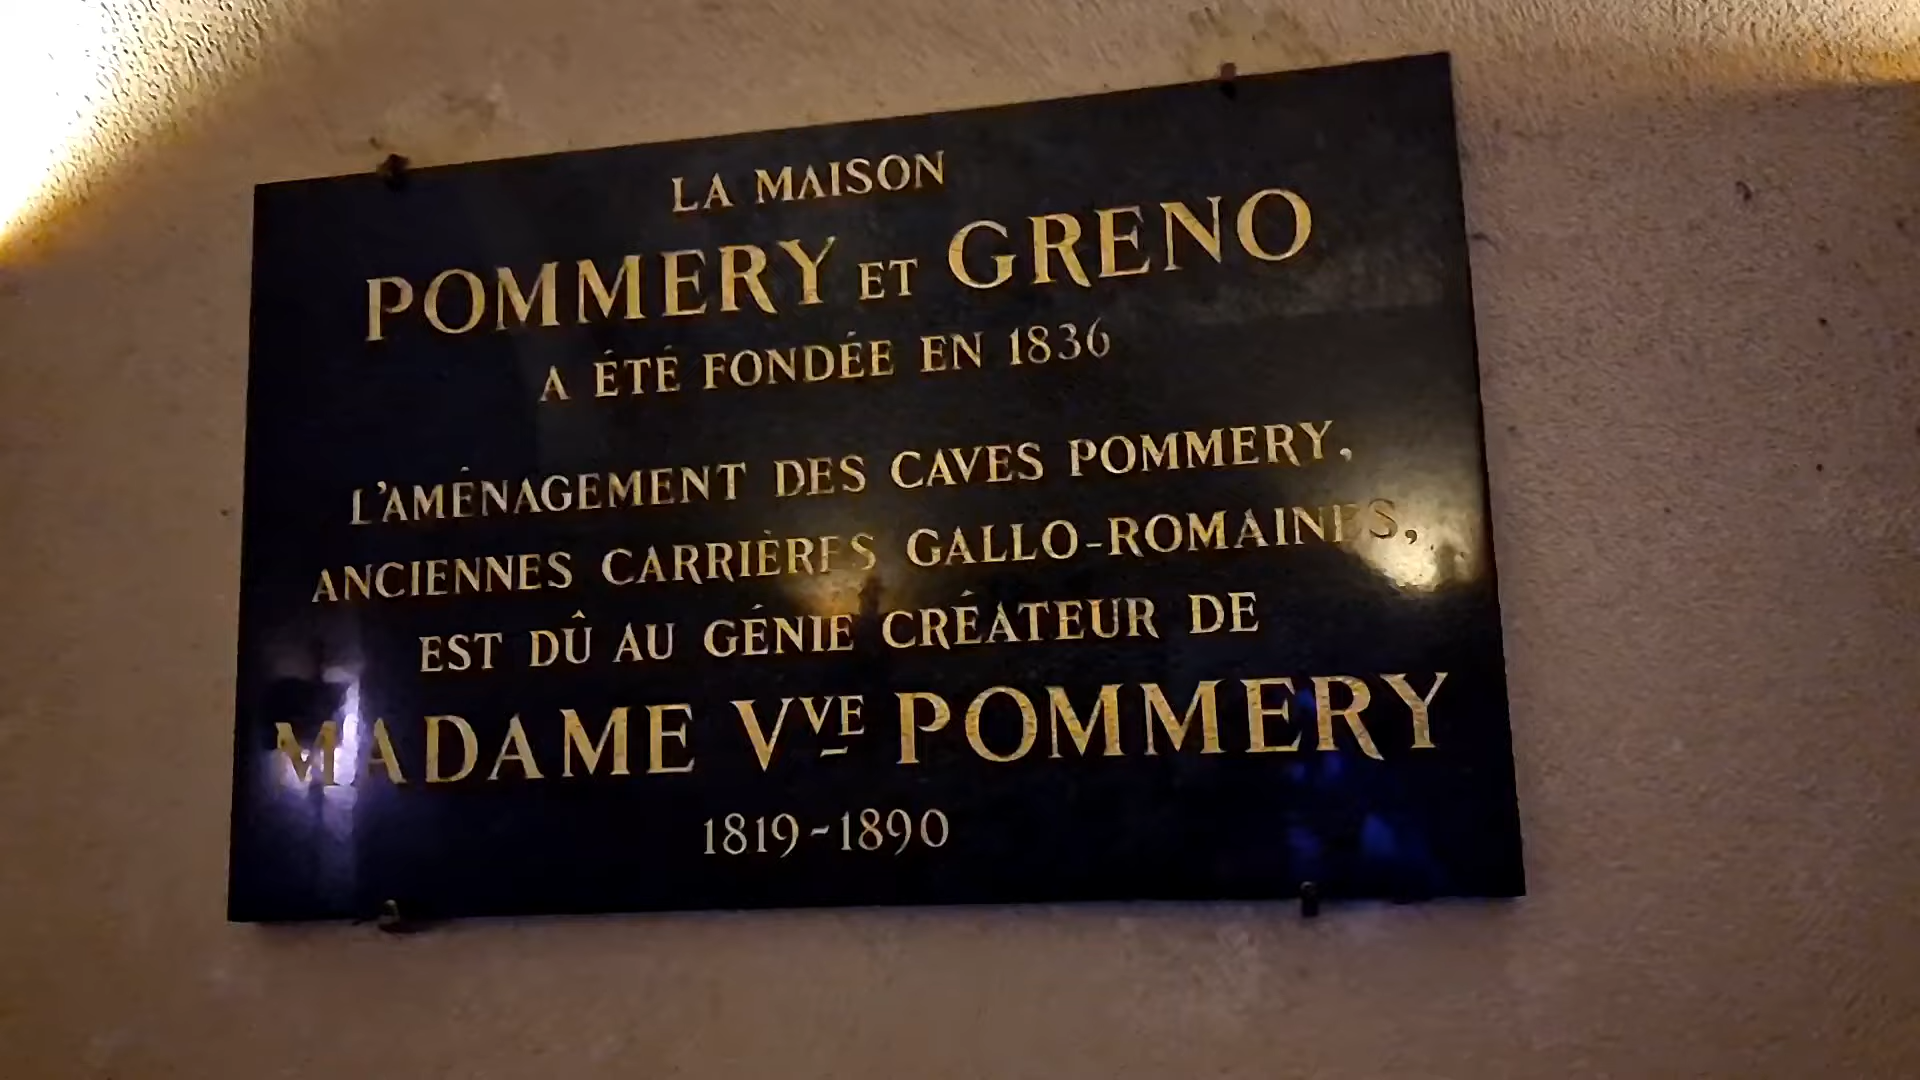 LA MAISON
POMMERY ET GRENO
A ÉTÉ FONDÉE EN 1836
L'AMÉNAGEMENT DES CAVES POMMERY,
ANCIENNES CARRIÈRES GALLO-ROMAINES,
EST DÛ AU GÉNIE CRÉATEUR DE
MADAME VVE POMMERY
1819-1890